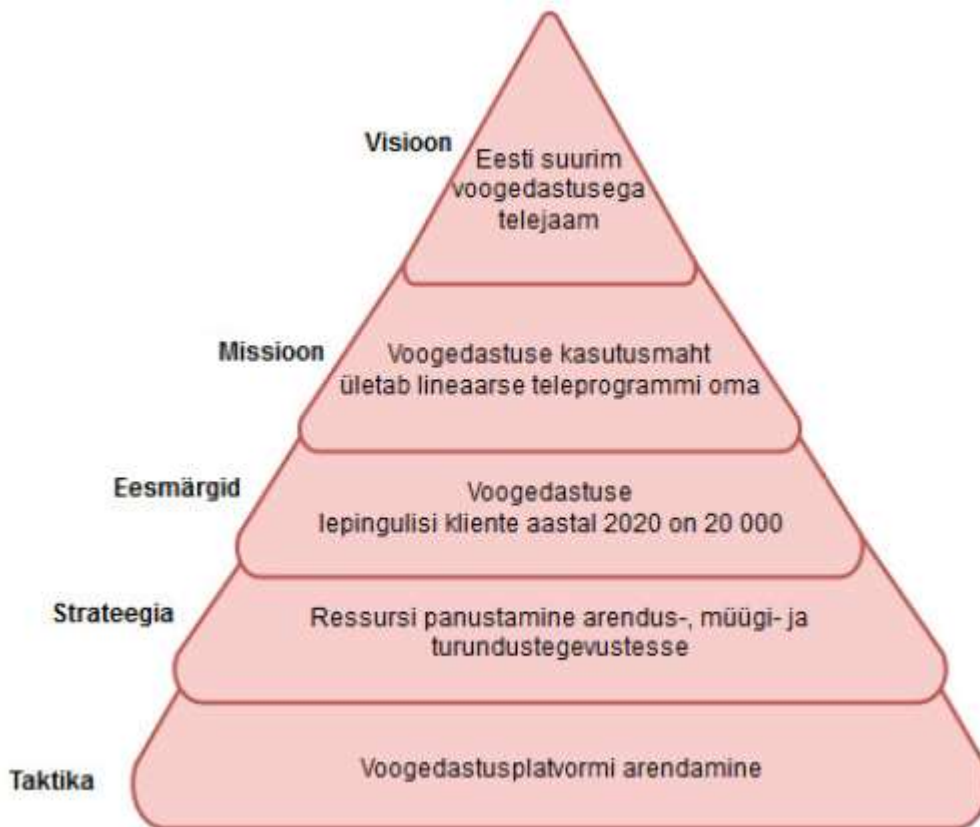 Visioon
Eesti suurim
voogedastusega
telejaam
Missioon
Voogedastuse kasutusmaht
ületab lineaarse teleprogrammi oma
Eesmärgid
Voogedastuse
lepingulisi kliente aastal 2020 on 20 000
Strateegia
Ressursi panustamine arendus-, müügi- ja
turundustegevustesse
Taktika
Voogedastusplatvormi arendamine